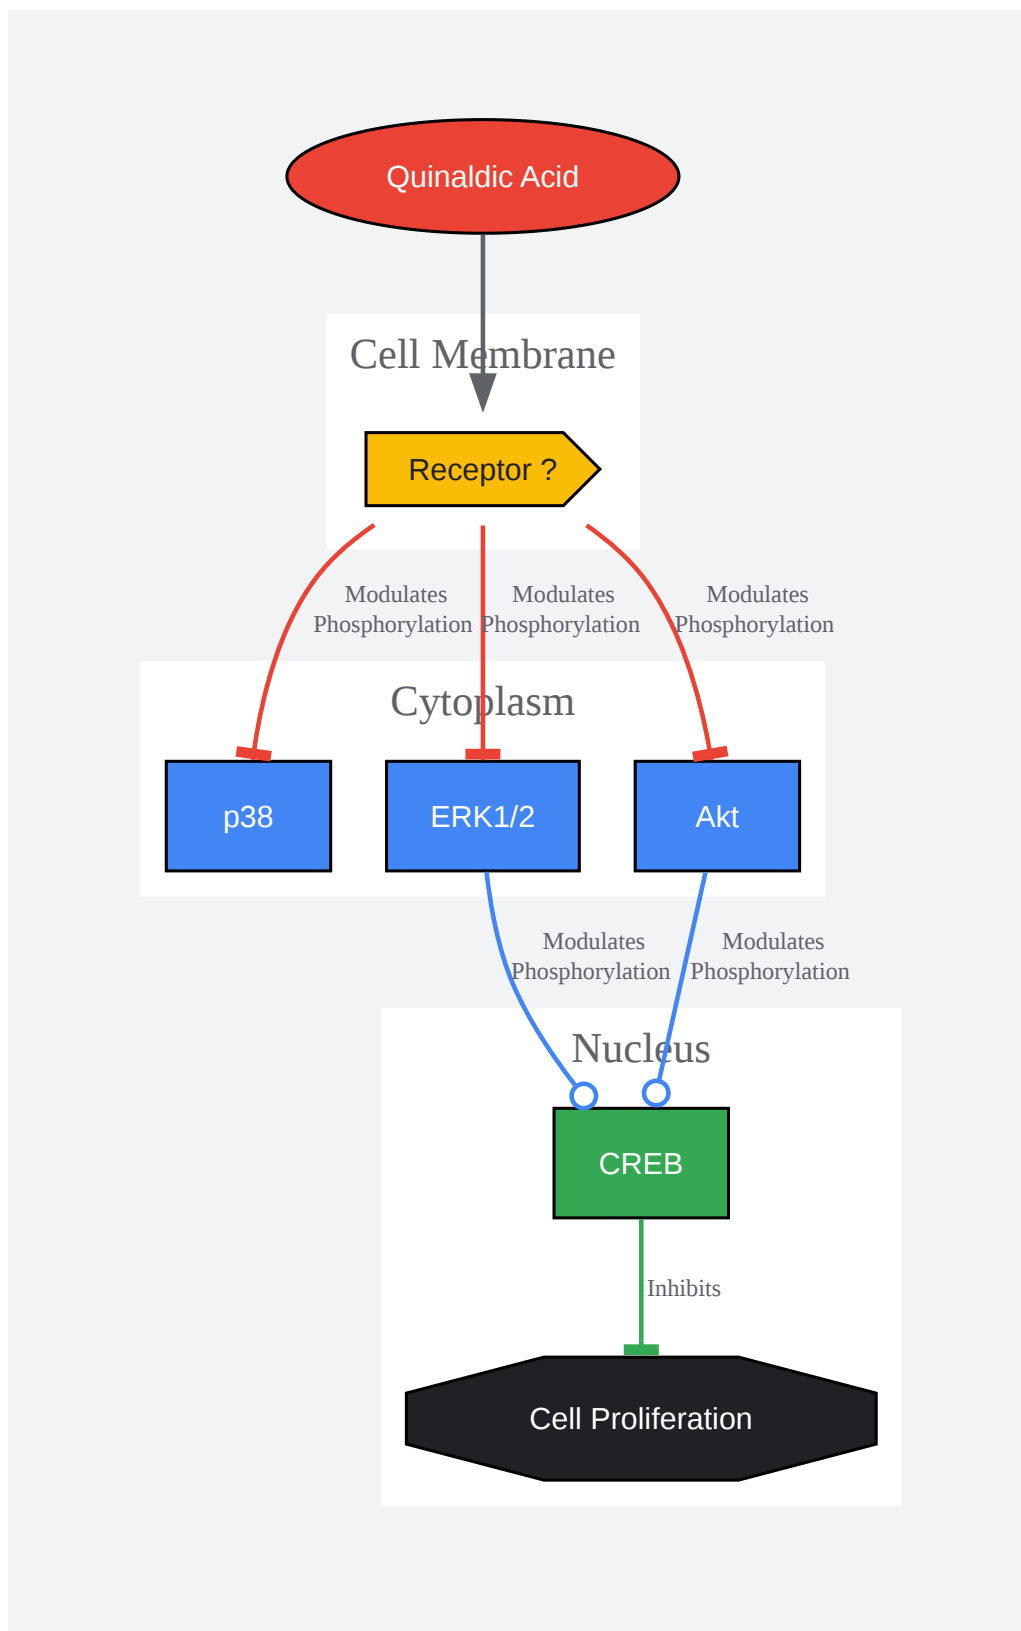 Quinaldic Acid
Cell Membrane
Receptor ?
Modulates
Phosphorylation
Modulates
Phosphorylation
Modulates
Phosphorylation
Cytoplasm
p38
ERK1/2
Akt
Modulates
Phosphorylation
Modulates
Phosphorylation
Nucleus
CREB
Inhibits
Cell Proliferation